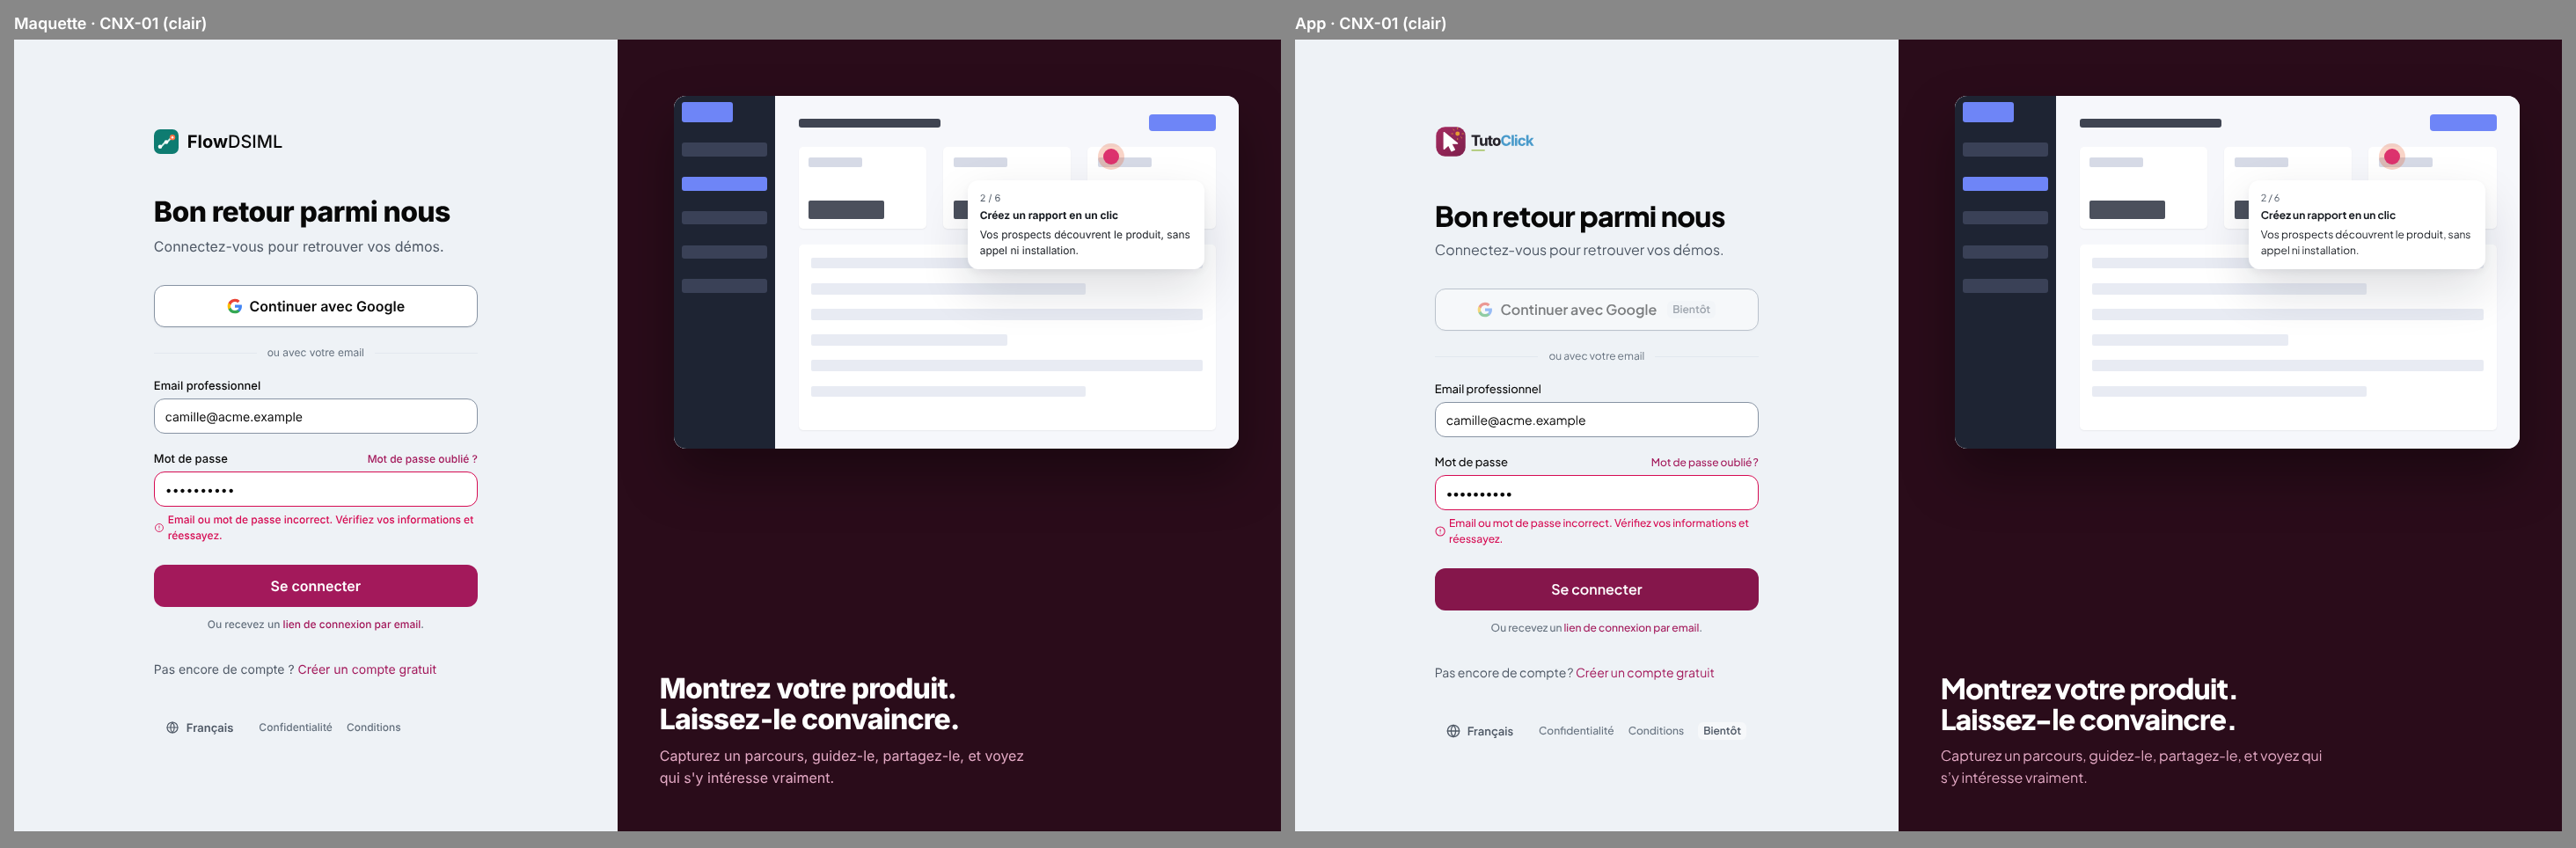 Maquette · CNX-01 (clair)
FlowDSIML
Bon retour parmi nous
Connectez-vous pour retrouver vos démos.
Continuer avec Google
ou avec votre email
Email professionnel
camille@acme.example
Mot de passe
Mot de passe oublié ?
Email ou mot de passe incorrect. Vérifiez vos informations et
réessayez.
Se connecter
Ou recevez un lien de connexion par email.
Pas encore de compte ? Créer un compte gratuit
Français
Confidentialité
Conditions
2 / 6
Créez un rapport en un clic
Vos prospects découvrent le produit, sans
appel ni installation.
Montrez votre produit.
Laissez-le convaincre.
Capturez un parcours, guidez-le, partagez-le, et voyez
qui s'y intéresse vraiment.
App · CNX-01 (clair)
TutoClick
Bon retour parmi nous
Connectez-vous pour retrouver vos démos.
Continuer avec Google
Bientôt
ou avec votre email
Email professionnel
camille@acme.example
Mot de passe
Mot de passe oublié ?
Email ou mot de passe incorrect. Vérifiez vos informations et
réessayez.
Se connecter
Ou recevez un lien de connexion par email.
Pas encore de compte ? Créer un compte gratuit
Français
Confidentialité
Conditions
Bientôt
2 / 6
Créez un rapport en un clic
Vos prospects découvrent le produit, sans
appel ni installation.
Montrez votre produit.
Laissez-le convaincre.
Capturez un parcours, guidez-le, partagez-le, et voyez qui
s'y intéresse vraiment.